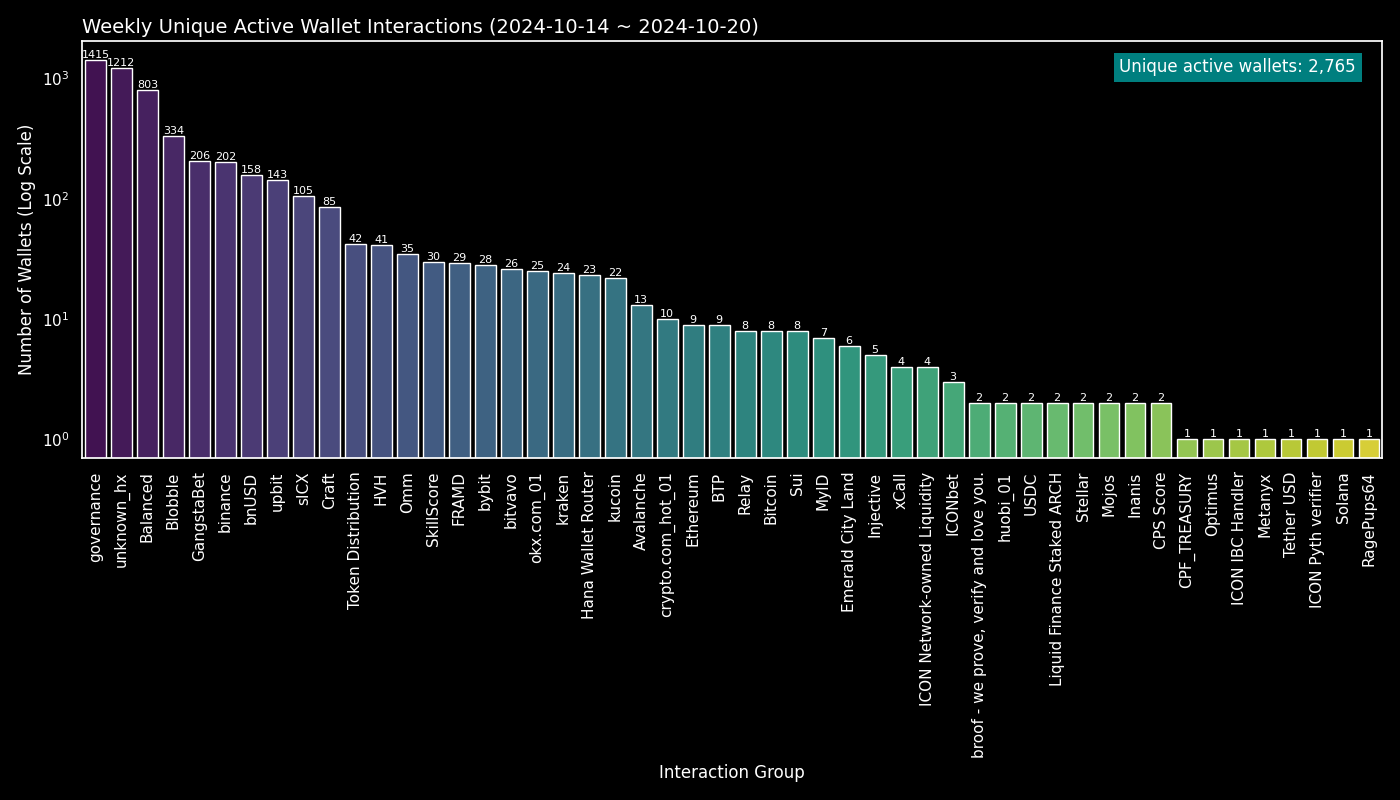 Weekly Unique Active Wallet Interactions (2024-10-14 ~ 2024-10-20)
Unique active wallets: 2,765
Number of Wallets (Log Scale)
10³
10²
10¹
10⁰
1415
1212
803
334
206
202
158
143
105
85
42
41
35
30
29
28
26
25
24
23
22
13
10
9
9
8
8
8
7
6
5
4
4
3
2
2
2
2
2
2
2
2
1
1
1
1
1
1
1
1
governance
unknown_hx
Balanced
Blobble
GangstaBet
binance
bnUSD
upbit
sICX
Craft
Token Distribution
HVH
Omm
SkillScore
FRAMD
bybit
bitvavo
okx.com_01
kraken
Hana Wallet Router
kucoin
Avalanche
crypto.com_hot_01
Ethereum
BTP
Relay
Bitcoin
Sui
MyID
Emerald City Land
Injective
xCall
ICON Network-owned Liquidity
ICONbet
broof - we prove, verify and love you.
huobi_01
USDC
Liquid Finance Staked ARCH
Stellar
Mojos
Inanis
CPS Score
CPF_TREASURY
Optimus
ICON IBC Handler
Metanyx
Tether USD
ICON Pyth verifier
Solana
RagePups64
Interaction Group